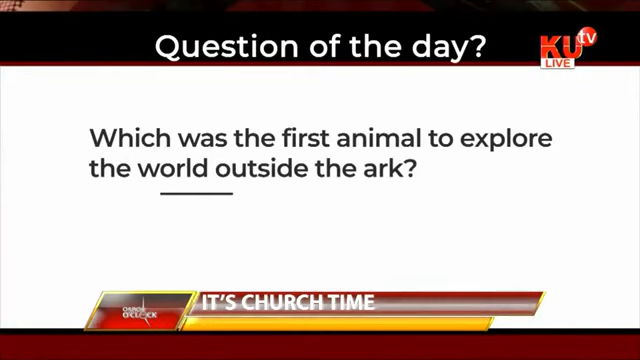 Question of the day?
KU tv
LIVE
Which was the first animal to explore
the world outside the ark?
IT'S CHURCH TIME
O'CLOCK